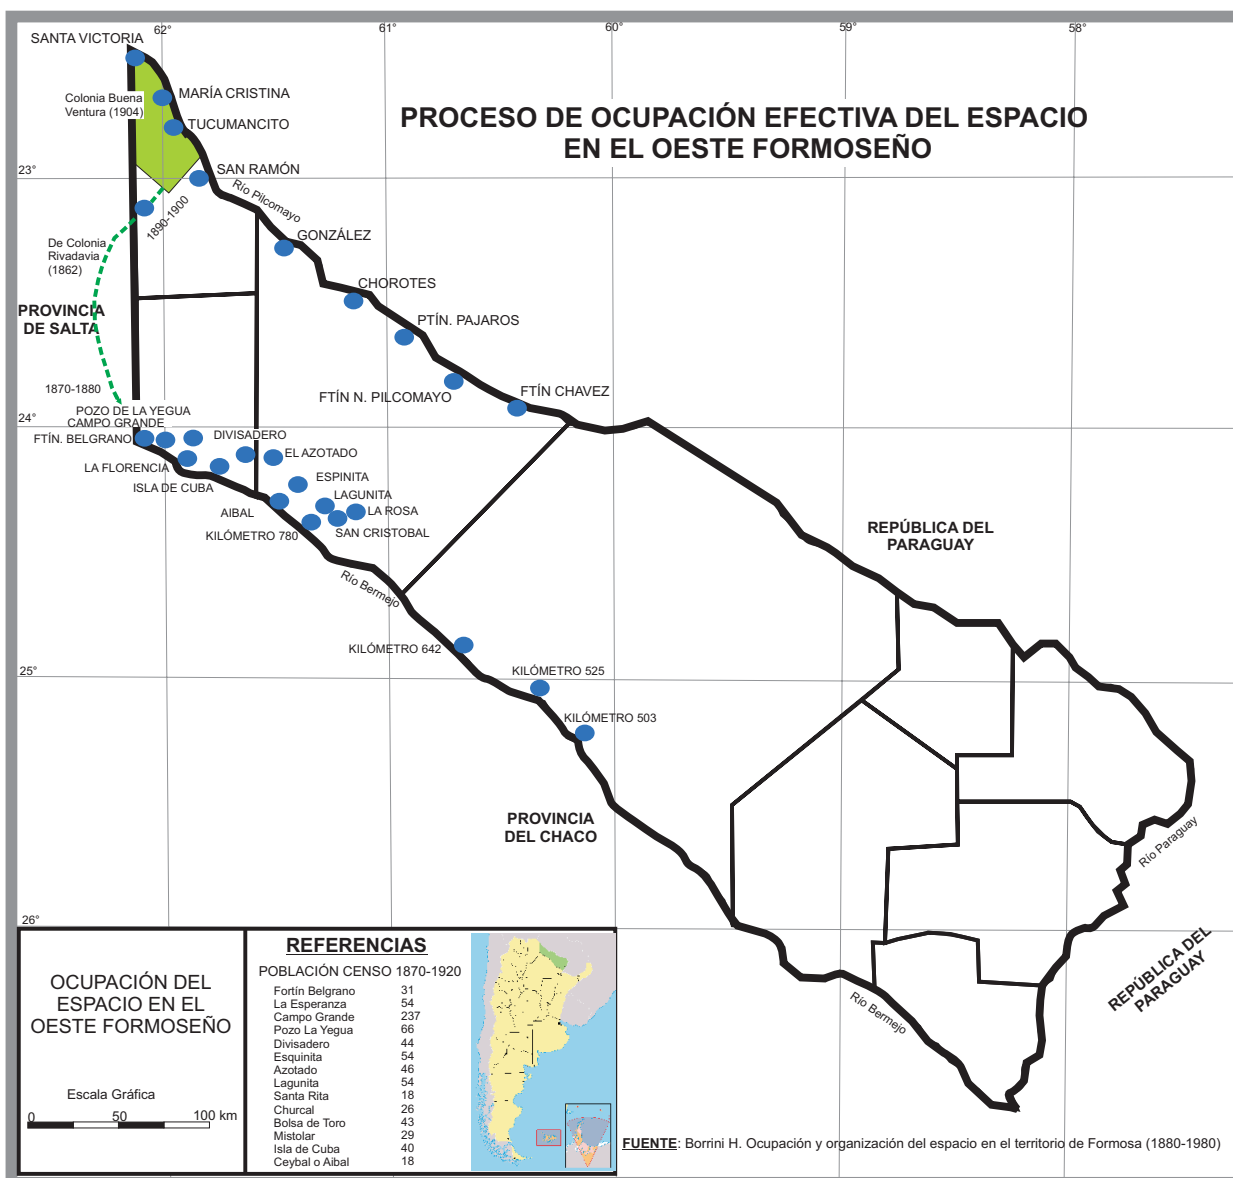 62°
61°
60°
59°
58°
SANTA VICTORIA
Colonia Buena
Ventura (1904)
MARÍA CRISTINA
TUCUMANCITO
PROCESO DE OCUPACIÓN EFECTIVA DEL ESPACIO
EN EL OESTE FORMOSEÑO
23°
SAN RAMÓN
Río Pilcomayo
1890-1900
De Colonia
Rivadavia
(1862)
GONZÁLEZ
CHOROTES
PROVINCIA
DE SALTA
PTÍN. PAJAROS
1870-1880
FTÍN N. PILCOMAYO
FTÍN CHAVEZ
24°
POZO DE LA YEGUA
CAMPO GRANDE
FTÍN. BELGRANO
DIVISADERO
EL AZOTADO
LA FLORENCIA
ISLA DE CUBA
ESPINITA
LAGUNITA
AIBAL
LA ROSA
KILÓMETRO 780
SAN CRISTOBAL
Río Bermejo
REPÚBLICA DEL
PARAGUAY
KILÓMETRO 642
25°
KILÓMETRO 525
KILÓMETRO 503
PROVINCIA
DEL CHACO
Río Paraguay
26°
REPÚBLICA DEL
PARAGUAY
Río Bermejo
OCUPACIÓN DEL
ESPACIO EN EL
OESTE FORMOSEÑO
Escala Gráfica
0 50 100 km
REFERENCIAS
POBLACIÓN CENSO 1870-1920
Fortín Belgrano 31
La Esperanza 54
Campo Grande 237
Pozo La Yegua 66
Divisadero 44
Esquinita 54
Azotado 46
Lagunita 54
Santa Rita 18
Churcal 26
Bolsa de Toro 43
Mistolar 29
Isla de Cuba 40
Ceybal o Aibal 18
FUENTE: Borrini H. Ocupación y organización del espacio en el territorio de Formosa (1880-1980)